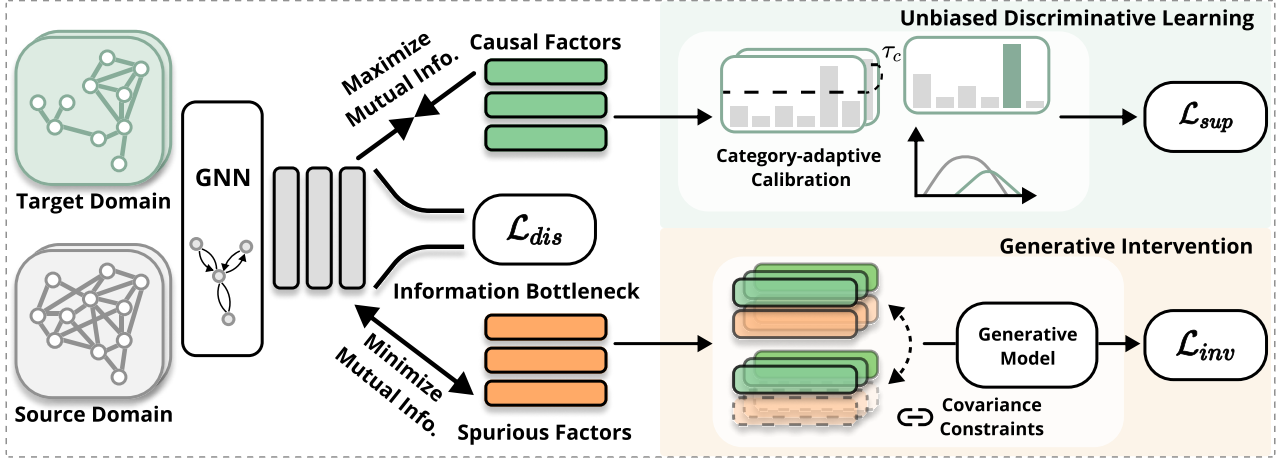 Unbiased Discriminative Learning
Causal Factors
Maximize
Mutual Info.
τc
GNN
Target Domain
Category-adaptive
Calibration
ℒsup
ℒdis
Generative Intervention
Information Bottleneck
Minimize
Mutual Info.
Generative
Model
ℒinv
Source Domain
Spurious Factors
Covariance
Constraints